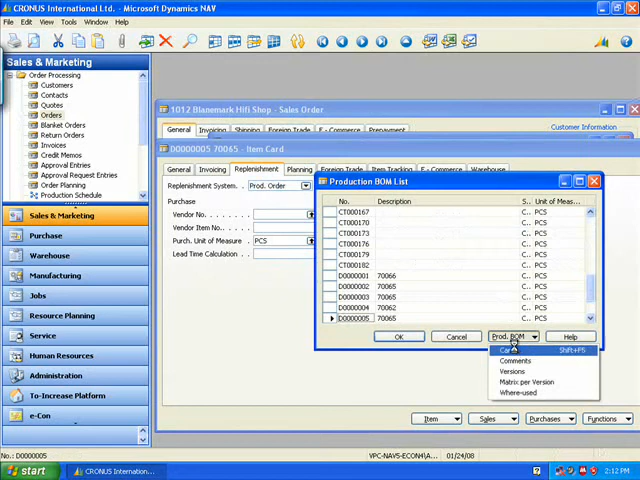 CRONUS International Ltd. - Microsoft Dynamics NAV
File Edit View Tools Window Help
Sales & Marketing
Order Processing
Customers
Contacts
Quotes
Orders
Blanket Orders
Return Orders
Invoices
Credit Memos
Approval Entries
Approval Request Entries
Order Planning
Production Schedule
Sales & Marketing
Purchase
Warehouse
Manufacturing
Jobs
Resource Planning
Service
Human Resources
Administration
To-Increase Platform
e-Con
1012 Blanemark Hifi Shop - Sales Order
General Invoicing Shipping Foreign Trade E - Commerce Prepayment
Customer Information
D0000005 70065 - Item Card
General Invoicing Replenishment Planning Foreign Trade Item Tracking E - Commerce Warehouse
Replenishment System. . Prod. Order
Purchase
Vendor No. . . . . . . . .
Vendor Item No. . . . . .
Purch. Unit of Measure . PCS
Lead Time Calculation . .
Production BOM List
No. Description S.. Unit of Meas...
CT000167 C.. PCS
CT000170 C.. PCS
CT000173 C.. PCS
CT000176 C.. PCS
CT000179 C.. PCS
CT000182 C.. PCS
D0000001 70066 C.. PCS
D0000002 70065 C.. PCS
D0000003 70065 C.. PCS
D0000004 70062 C.. PCS
D0000005 70065 C.. PCS
OK Cancel Prod. BOM Help
Shift+F5
Comments
Versions
Matrix per Version
Where-used
Item Sales Purchases Functions
No.: D0000005 VPC-NAV5-ECON4\A... 01/24/08
start CRONUS Internation... 2:12 PM